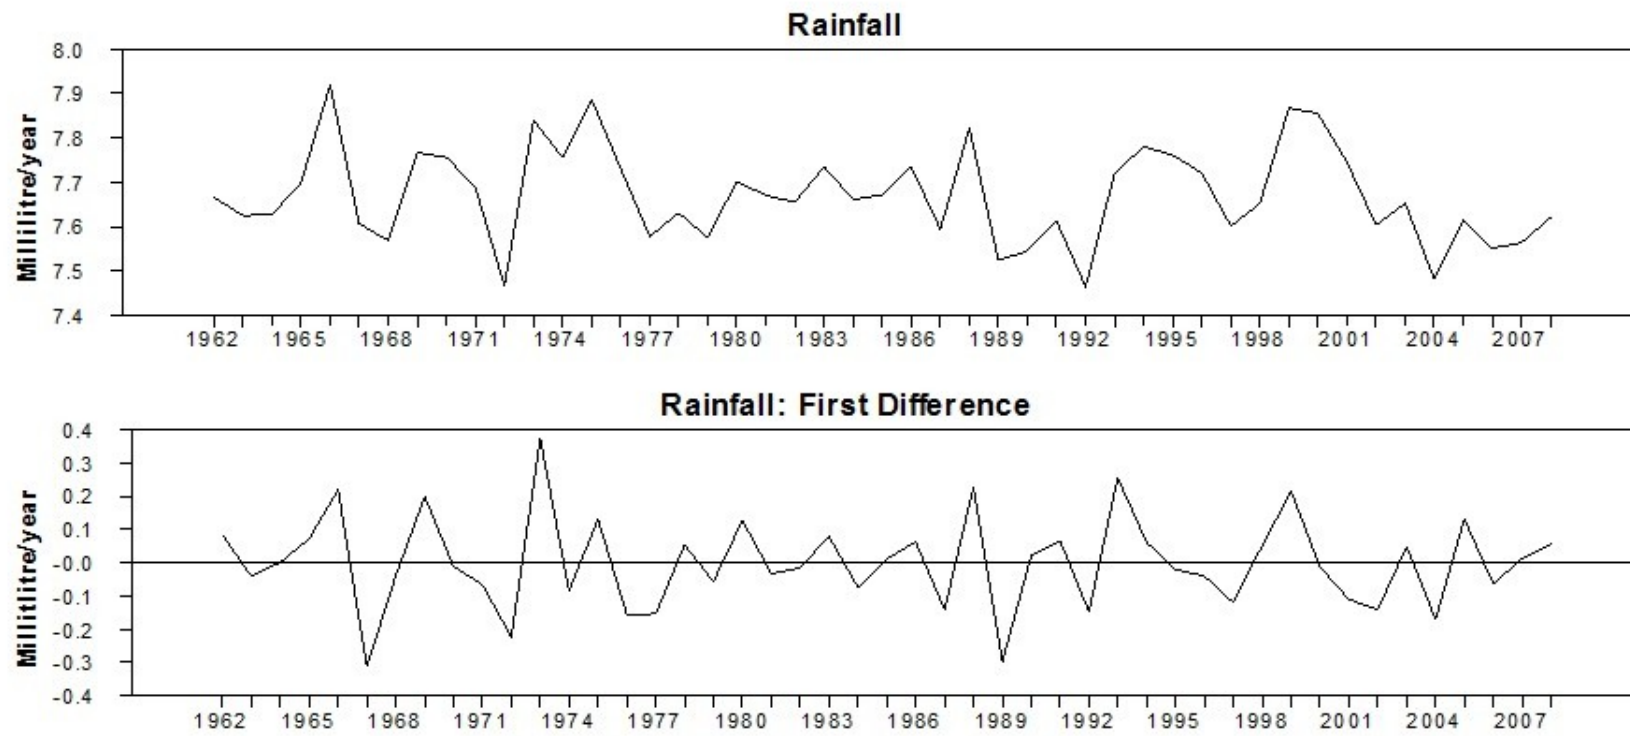 Rainfall
Millilitre/year
8.0
7.9
7.8
7.7
7.6
7.5
7.4
1962 1965 1968 1971 1974 1977 1980 1983 1986 1989 1992 1995 1998 2001 2004 2007
Rainfall: First Difference
Millitlitre/year
0.4
0.3
0.2
0.1
-0.0
-0.1
-0.2
-0.3
-0.4
1962 1965 1968 1971 1974 1977 1980 1983 1986 1989 1992 1995 1998 2001 2004 2007